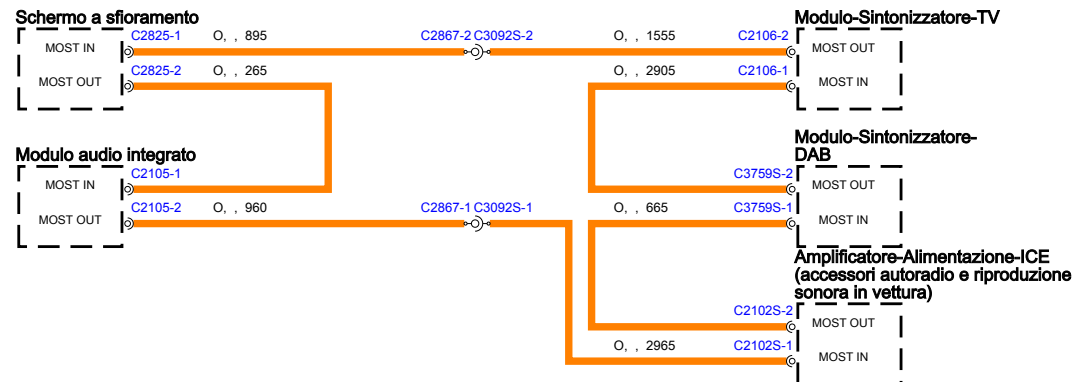 Schermo a sfioramento
Modulo-Sintonizzatore-TV
MOST IN
C2825-1
O, , 895
C2867-2 C3092S-2
O, , 1555
C2106-2
MOST OUT
MOST OUT
C2825-2
O, , 265
O, , 2905
C2106-1
MOST IN
Modulo audio integrato
Modulo-Sintonizzatore-
DAB
MOST IN
C2105-1
C3759S-2
MOST OUT
MOST OUT
C2105-2
O, , 960
C2867-1 C3092S-1
O, , 665
C3759S-1
MOST IN
Amplificatore-Alimentazione-ICE
(accessori autoradio e riproduzione
sonora in vettura)
C2102S-2
MOST OUT
O, , 2965
C2102S-1
MOST IN